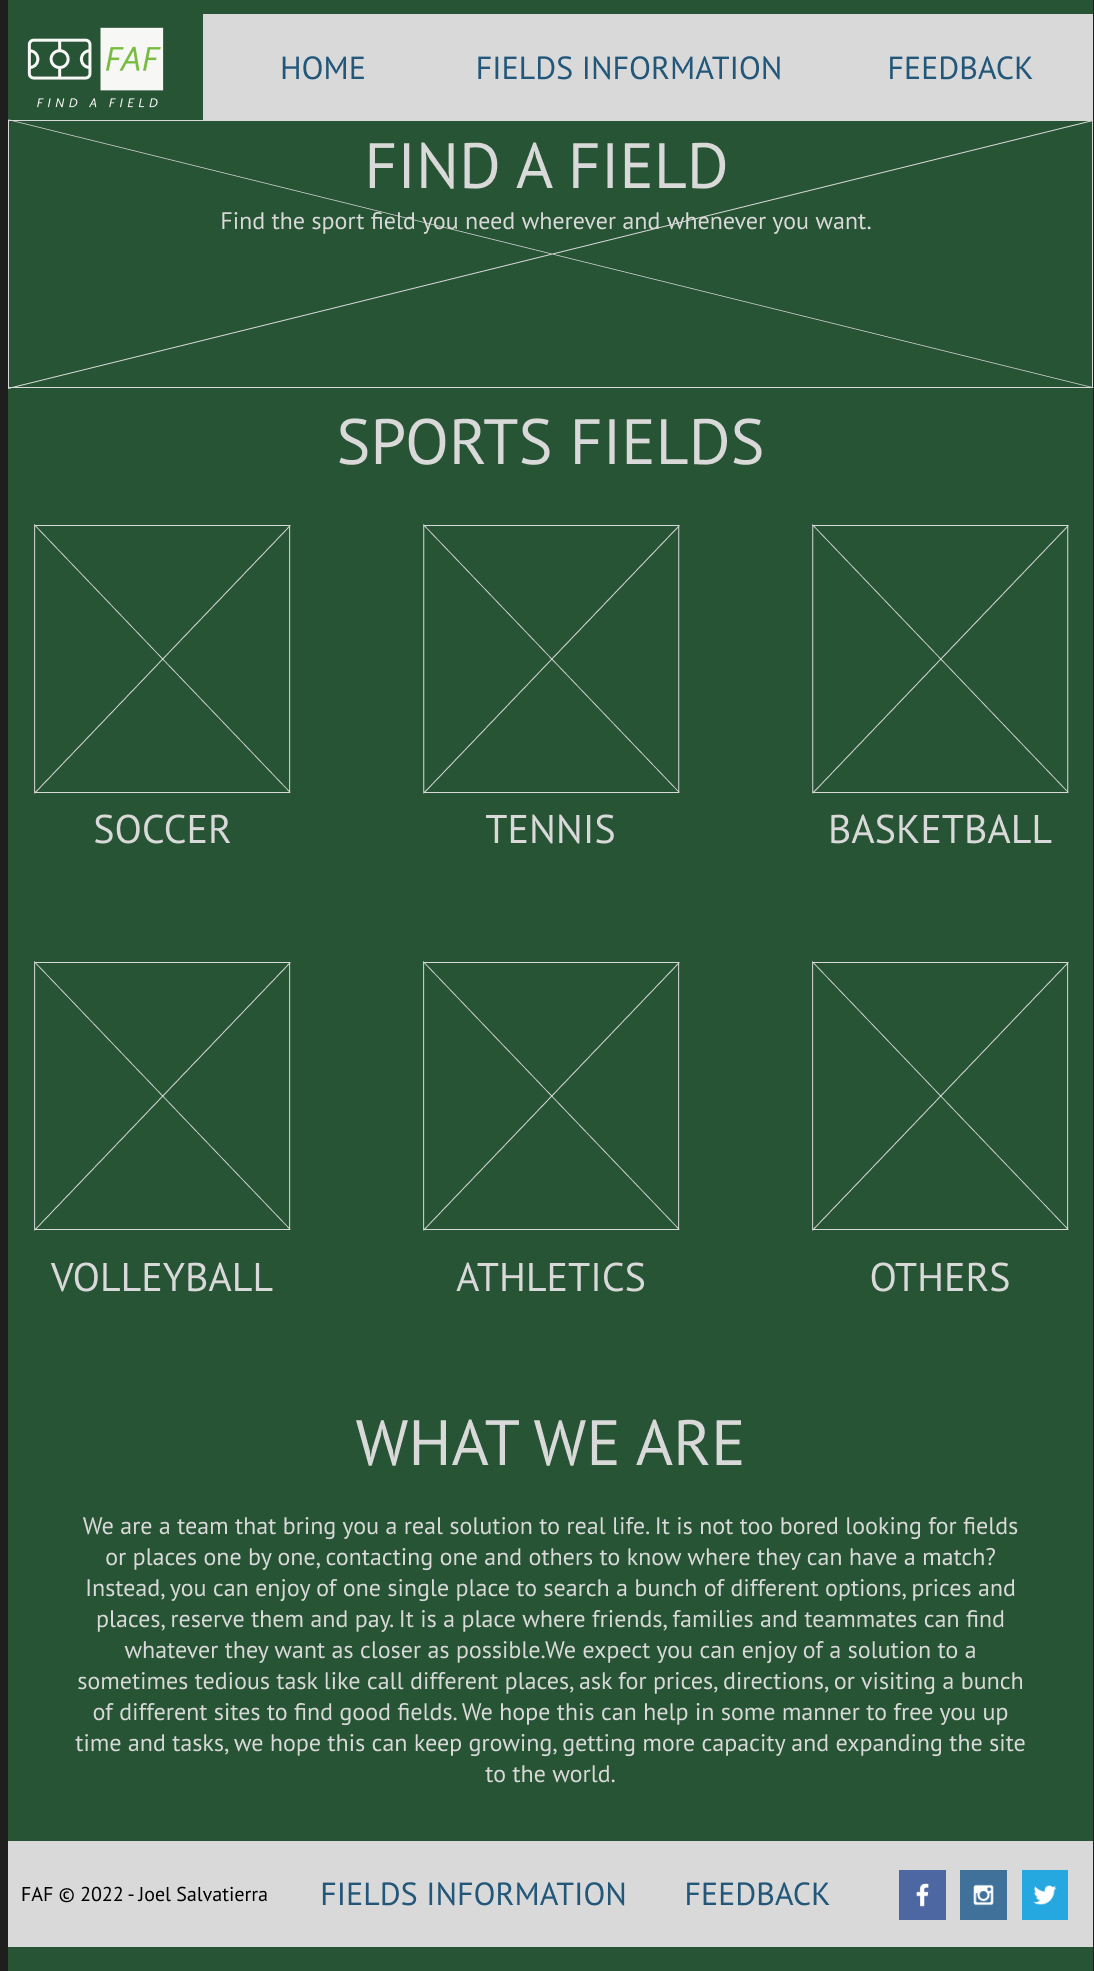 FAF
FIND A FIELD
HOME
FIELDS INFORMATION
FEEDBACK
FIND A FIELD
Find the sport field you need wherever and whenever you want.
SPORTS FIELDS
SOCCER
TENNIS
BASKETBALL
VOLLEYBALL
ATHLETICS
OTHERS
WHAT WE ARE
We are a team that bring you a real solution to real life. It is not too bored looking for fields
or places one by one, contacting one and others to know where they can have a match?
Instead, you can enjoy of one single place to search a bunch of different options, prices and
places, reserve them and pay. It is a place where friends, families and teammates can find
whatever they want as closer as possible.We expect you can enjoy of a solution to a
sometimes tedious task like call different places, ask for prices, directions, or visiting a bunch
of different sites to find good fields. We hope this can help in some manner to free you up
time and tasks, we hope this can keep growing, getting more capacity and expanding the site
to the world.
FAF © 2022 - Joel Salvatierra
FIELDS INFORMATION
FEEDBACK